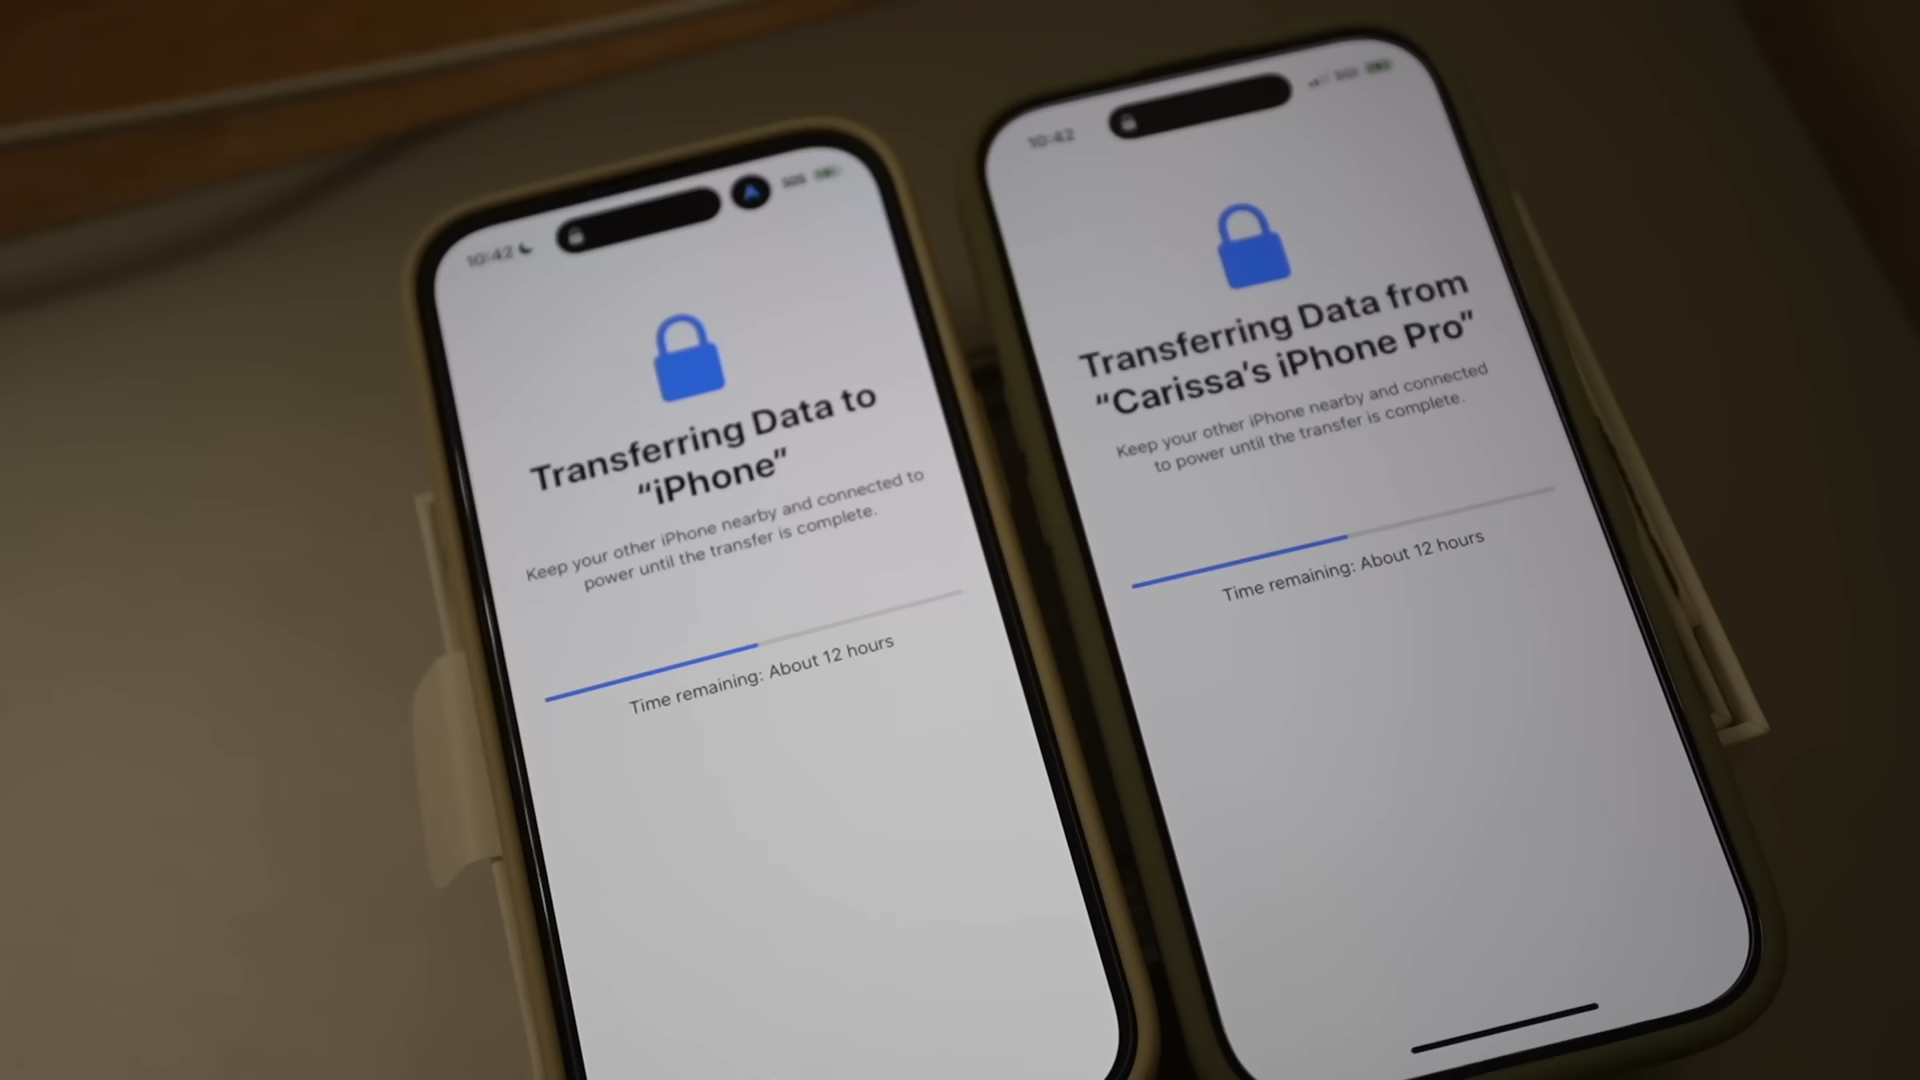 10:42
SOS
Transferring Data to
“iPhone”
Keep your other iPhone nearby and connected to
power until the transfer is complete.
Time remaining: About 12 hours
10:42
Transferring Data from
“Carissa's iPhone Pro”
Keep your other iPhone nearby and connected
to power until the transfer is complete.
Time remaining: About 12 hours